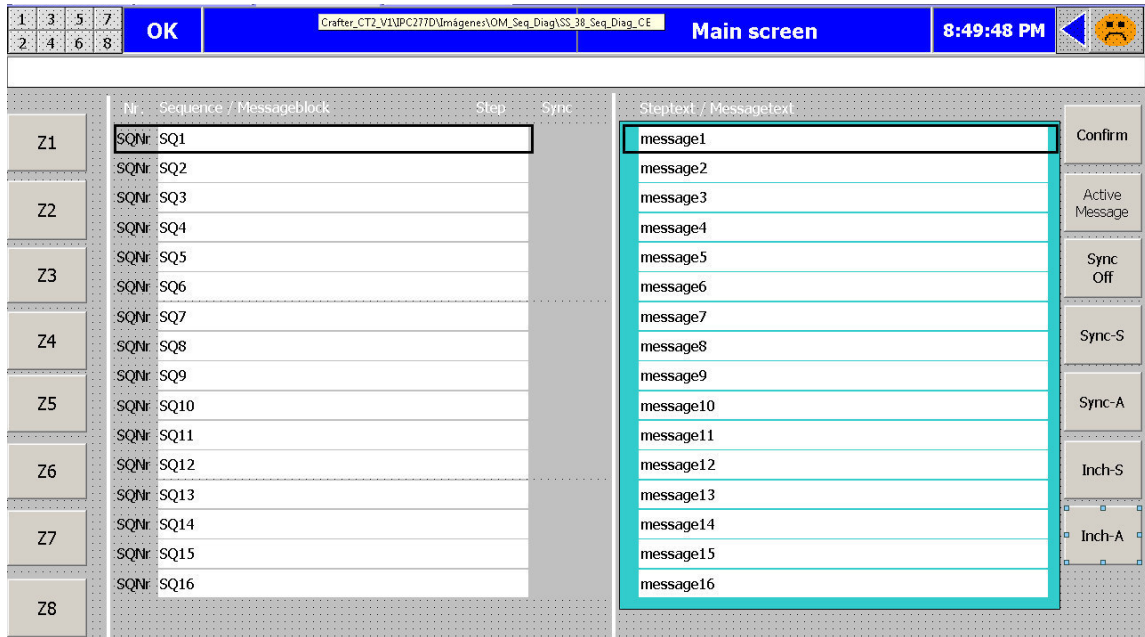 1 3 5 7
2 4 6 8
OK
Crafter_CT2_V1\IPC277D\Imágenes\OM_Seq_Diag\SS_38_Seq_Diag_CE
Main screen
8:49:48 PM
Nr. Sequence / Messageblock Step Sync
Steptext / Messagetext
Z1
Z2
Z3
Z4
Z5
Z6
Z7
Z8
SQNr SQ1
SQNr SQ2
SQNr SQ3
SQNr SQ4
SQNr SQ5
SQNr SQ6
SQNr SQ7
SQNr SQ8
SQNr SQ9
SQNr SQ10
SQNr SQ11
SQNr SQ12
SQNr SQ13
SQNr SQ14
SQNr SQ15
SQNr SQ16
message1
message2
message3
message4
message5
message6
message7
message8
message9
message10
message11
message12
message13
message14
message15
message16
Confirm
Active
Message
Sync
Off
Sync-S
Sync-A
Inch-S
Inch-A